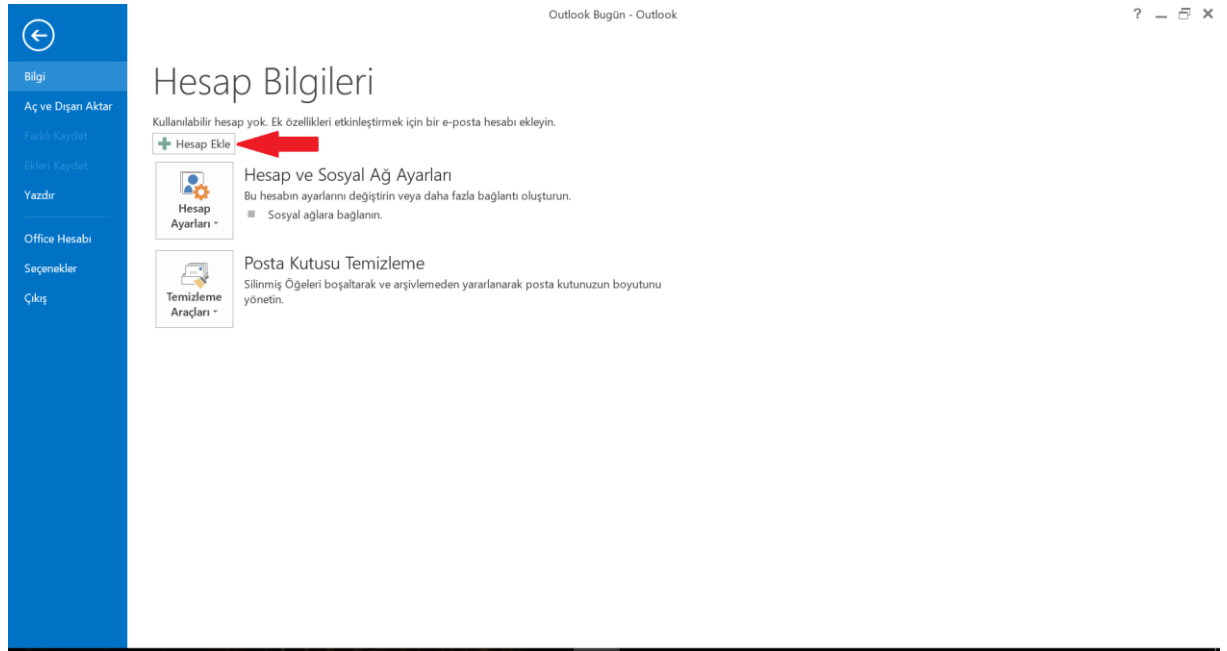 Outlook Bugün - Outlook
?
Bilgi
Aç ve Dışarı Aktar
Farklı Kaydet
Ekleri Kaydet
Yazdır
Office Hesabı
Seçenekler
Çıkış
Hesap Bilgileri
Kullanılabilir hesap yok. Ek özellikleri etkinleştirmek için bir e-posta hesabı ekleyin.
Hesap Ekle
Hesap
Ayarları
Hesap ve Sosyal Ağ Ayarları
Bu hesabın ayarlarını değiştirin veya daha fazla bağlantı oluşturun.
Sosyal ağlara bağlanın.
Temizleme
Araçları
Posta Kutusu Temizleme
Silinmiş Öğeleri boşaltarak ve arşivlemeden yararlanarak posta kutunuzun boyutunu
yönetin.